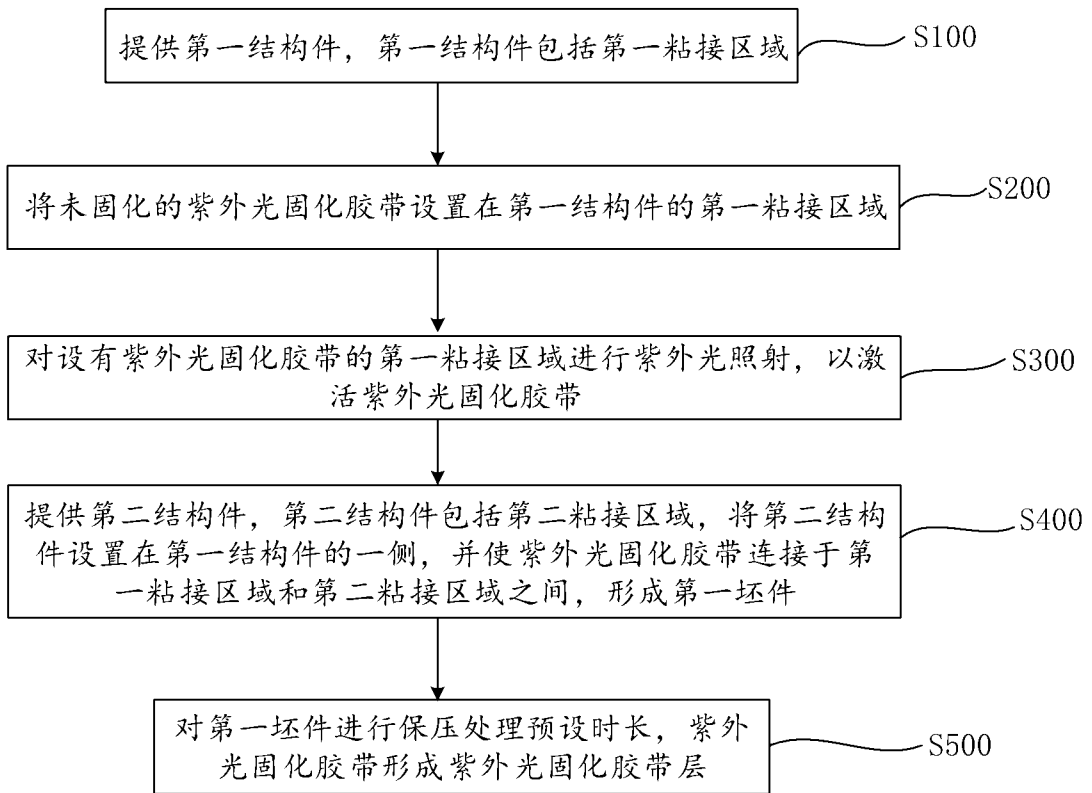 提供第一结构件，第一结构件包括第一粘接区域
S100
将未固化的紫外光固化胶带设置在第一结构件的第一粘接区域
S200
对设有紫外光固化胶带的第一粘接区域进行紫外光照射，以激
活紫外光固化胶带
S300
提供第二结构件，第二结构件包括第二粘接区域，将第二结构
件设置在第一结构件的一侧，并使紫外光固化胶带连接于第
一粘接区域和第二粘接区域之间，形成第一坯件
S400
对第一坯件进行保压处理预设时长，紫外
光固化胶带形成紫外光固化胶带层
S500